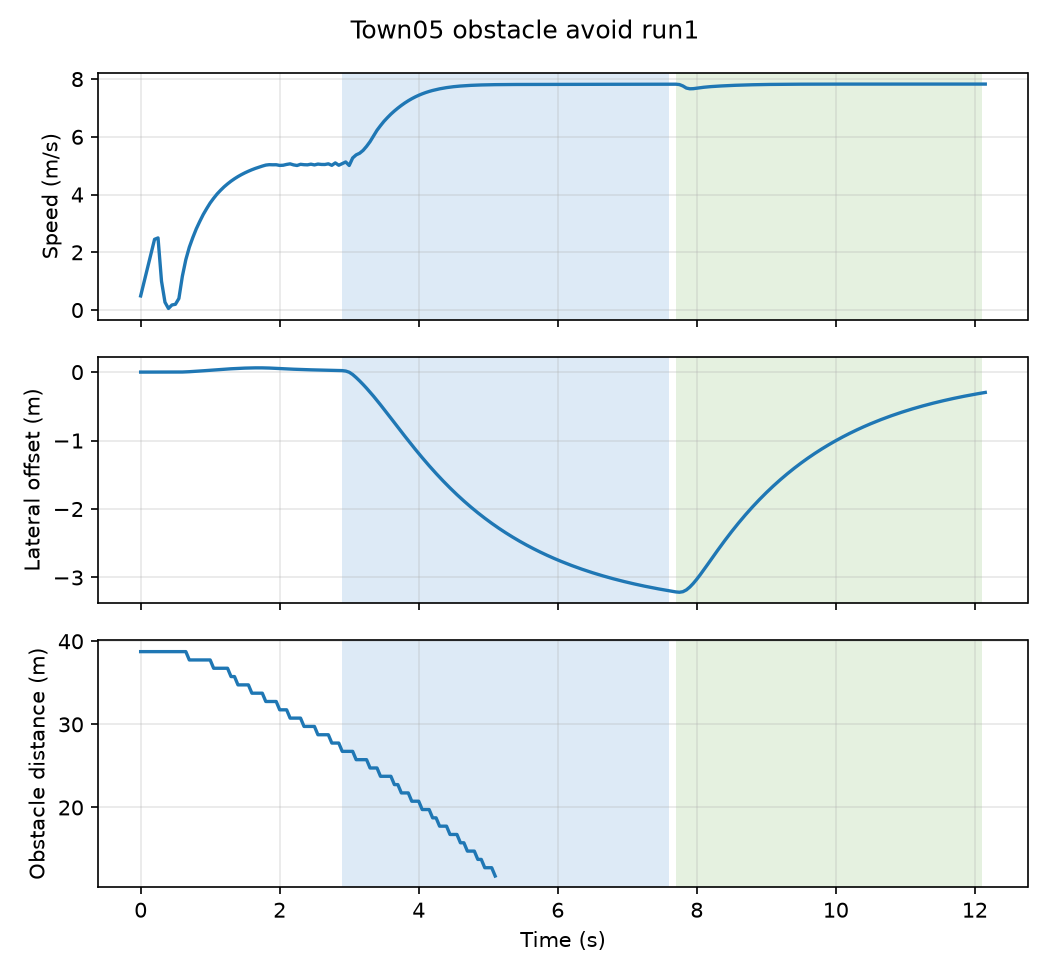 Town05 obstacle avoid run1
Speed (m/s)
8
6
4
2
0
Lateral offset (m)
0
−1
−2
−3
Obstacle distance (m)
40
30
20
0 2 4 6 8 10 12
Time (s)